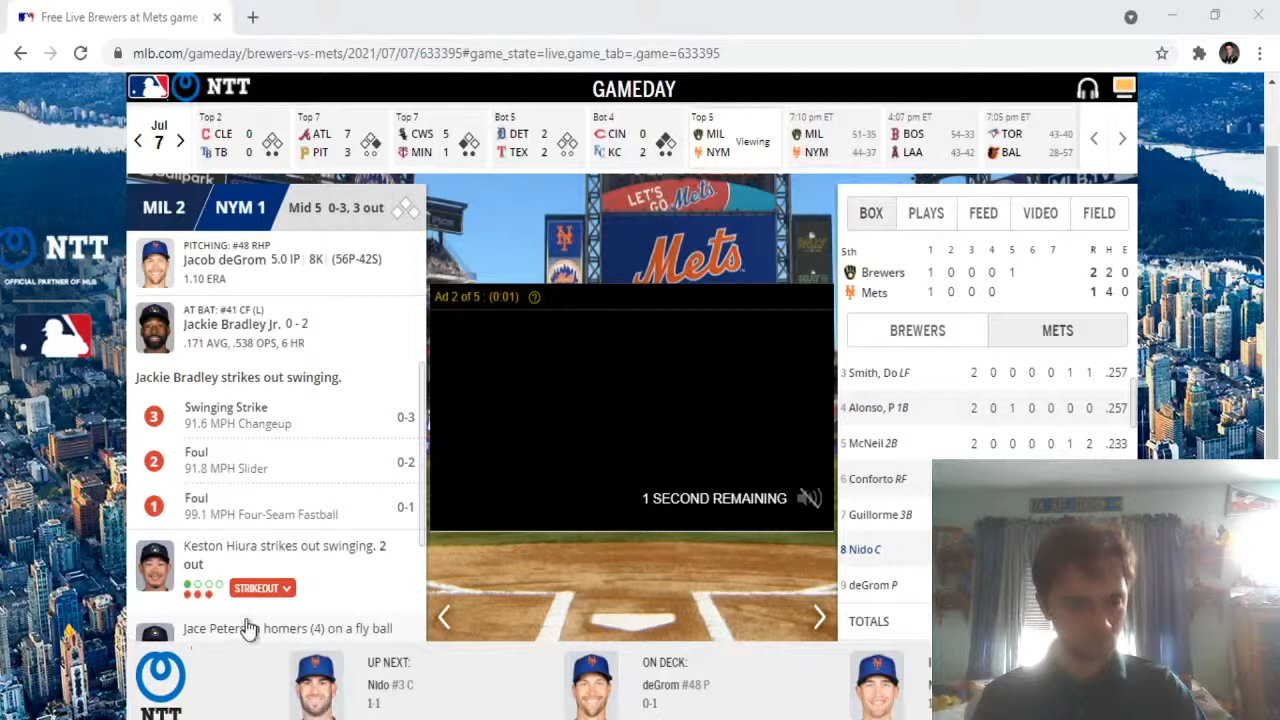 Free Live Brewers at Mets game
mlb.com/gameday/brewers-vs-mets/2021/07/07/633395#game_state=live,game_tab=,game=633395
NTT
GAMEDAY
Jul
7
Top 2
CLE 0
TB 0
Top 7
ATL 7
PIT 3
Top 7
CWS 5
MIN 1
Bot 5
DET 2
TEX 2
Bot 4
CIN 0
KC 2
Top 5
MIL
NYM
Viewing
7:10 pm ET
MIL 51-35
NYM 44-37
4:07 pm ET
BOS 54-33
LAA 43-42
7:05 pm ET
TOR 43-40
BAL 28-57
MIL 2
NYM 1
Mid 5 0-3, 3 out
PITCHING: #48 RHP
Jacob deGrom 5.0 IP | 8K | (56P-42S)
1.10 ERA
AT BAT: #41 CF (L)
Jackie Bradley Jr. 0 - 2
.171 AVG, .538 OPS, 6 HR
Jackie Bradley strikes out swinging.
3 Swinging Strike 0-3
91.6 MPH Changeup
2 Foul 0-2
91.8 MPH Slider
1 Foul 0-1
99.1 MPH Four-Seam Fastball
Keston Hiura strikes out swinging. 2
out
STRIKEOUT
homers (4) on a fly ball
NTT
OFFICIAL PARTNER OF MLB
LET'S GO Mets
Mets
Ad 2 of 5 : (0:01)
1 SECOND REMAINING
BOX PLAYS FEED VIDEO FIELD
5th 1 2 3 4 5 6 7 R H E
Brewers 1 0 0 0 1 2 2 0
Mets 1 0 0 0 1 4 0
BREWERS METS
3 Smith, Do LF 2 0 0 0 1 1 .257
4 Alonso, P 1B 2 0 1 0 0 0 .257
5 McNeil 2B 2 0 0 0 1 2 .233
6 Conforto RF
7 Guillorme 3B
8 Nido C
9 deGrom P
TOTALS
NTT
UP NEXT:
Nido #3 C
1-1
ON DECK:
deGrom #48 P
0-1